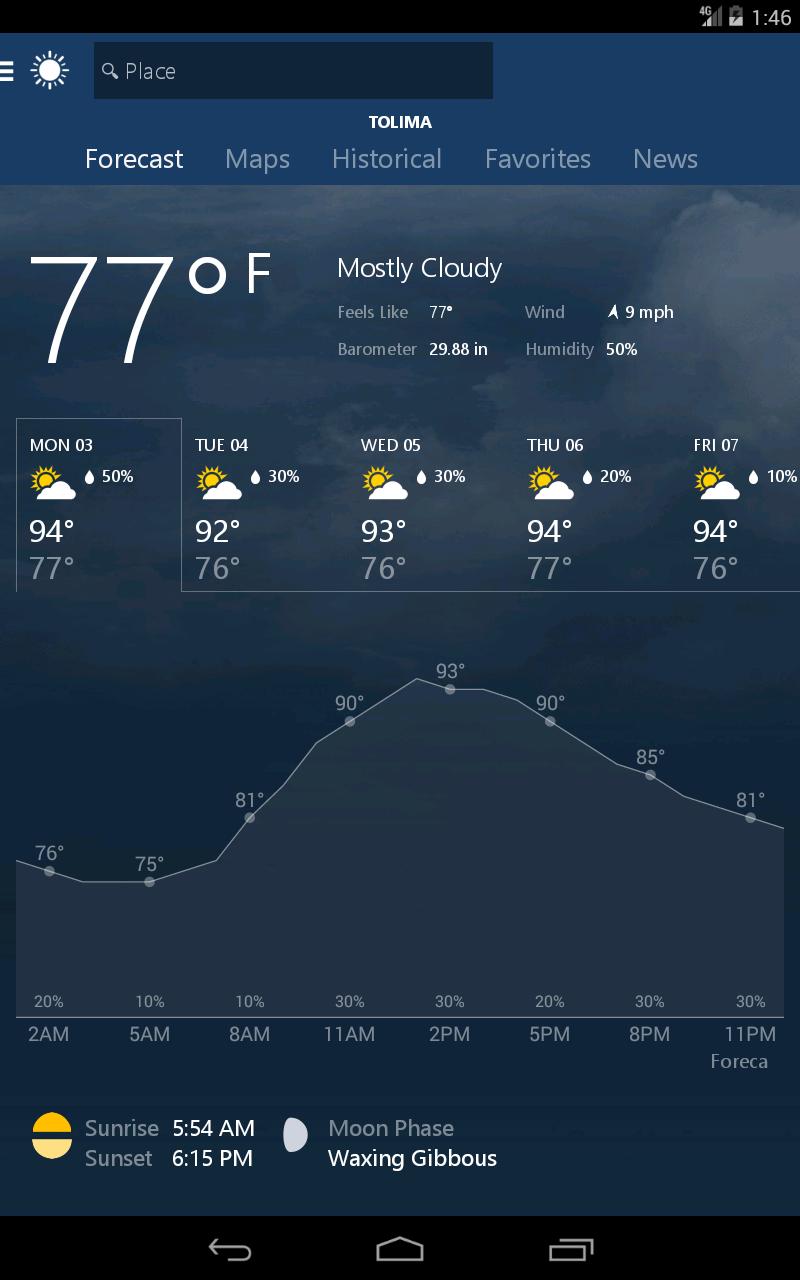 4G 1:46
Place
TOLIMA
Forecast Maps Historical Favorites News
77° F
Mostly Cloudy
Feels Like 77° Wind 9 mph
Barometer 29.88 in Humidity 50%
MON 03 TUE 04 WED 05 THU 06 FRI 07
50% 30% 30% 20% 10%
94° 92° 93° 94° 94°
77° 76° 76° 77° 76°
93°
90° 90°
85°
81° 81°
76° 75°
20% 10% 10% 30% 30% 20% 30% 30%
2AM 5AM 8AM 11AM 2PM 5PM 8PM 11PM
Foreca
Sunrise 5:54 AM Moon Phase
Sunset 6:15 PM Waxing Gibbous